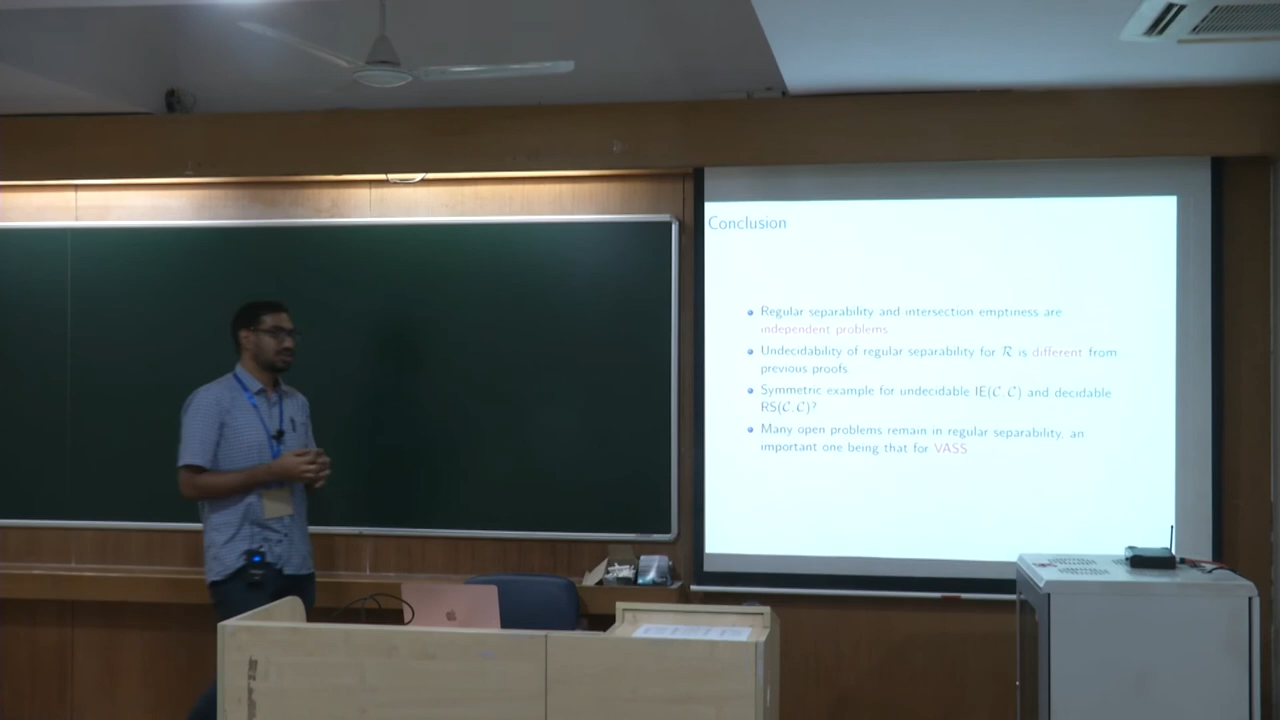 Conclusion
Regular separability and intersection emptiness are
independent problems
Undecidability of regular separability for R is different from
previous proofs
Symmetric example for undecidable IE(C, C) and decidable
RS(C, C)?
Many open problems remain in regular separability, an
important one being that for VASS